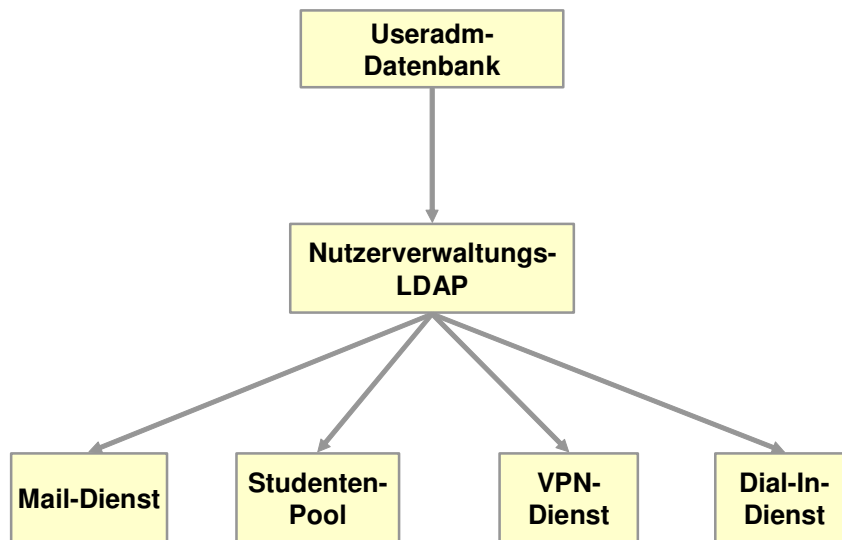 Useradm-
Datenbank
Nutzerverwaltungs-
LDAP
Mail-Dienst
Studenten-
Pool
VPN-
Dienst
Dial-In-
Dienst